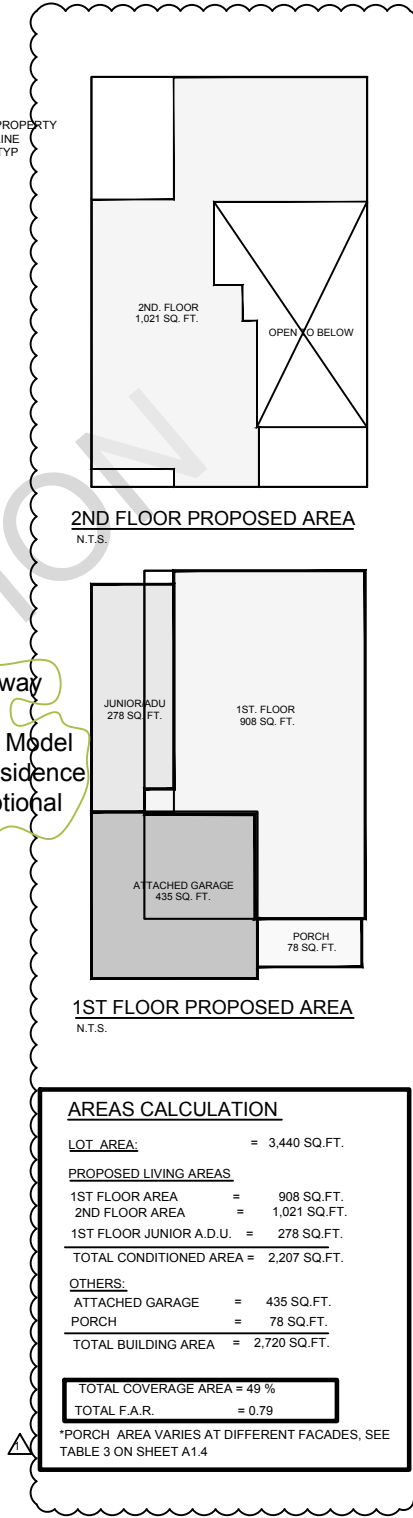 PROPERTY
LINE
TYP
2ND. FLOOR
1,021 SQ. FT.
OPEN TO BELOW
2ND FLOOR PROPOSED AREA
N.T.S.
way
Model
sidence
tional
JUNIOR ADU
278 SQ. FT.
1ST. FLOOR
908 SQ. FT.
ATTACHED GARAGE
435 SQ. FT.
PORCH
78 SQ. FT.
1ST FLOOR PROPOSED AREA
N.T.S.
ION
AREAS CALCULATION
LOT AREA: = 3,440 SQ.FT.
PROPOSED LIVING AREAS
1ST FLOOR AREA = 908 SQ.FT.
2ND FLOOR AREA = 1,021 SQ.FT.
1ST FLOOR JUNIOR A.D.U. = 278 SQ.FT.
TOTAL CONDITIONED AREA = 2,207 SQ.FT.
OTHERS:
ATTACHED GARAGE = 435 SQ.FT.
PORCH = 78 SQ.FT.
TOTAL BUILDING AREA = 2,720 SQ.FT.
TOTAL COVERAGE AREA = 49 %
TOTAL F.A.R. = 0.79
*PORCH AREA VARIES AT DIFFERENT FACADES, SEE
TABLE 3 ON SHEET A1.4
1